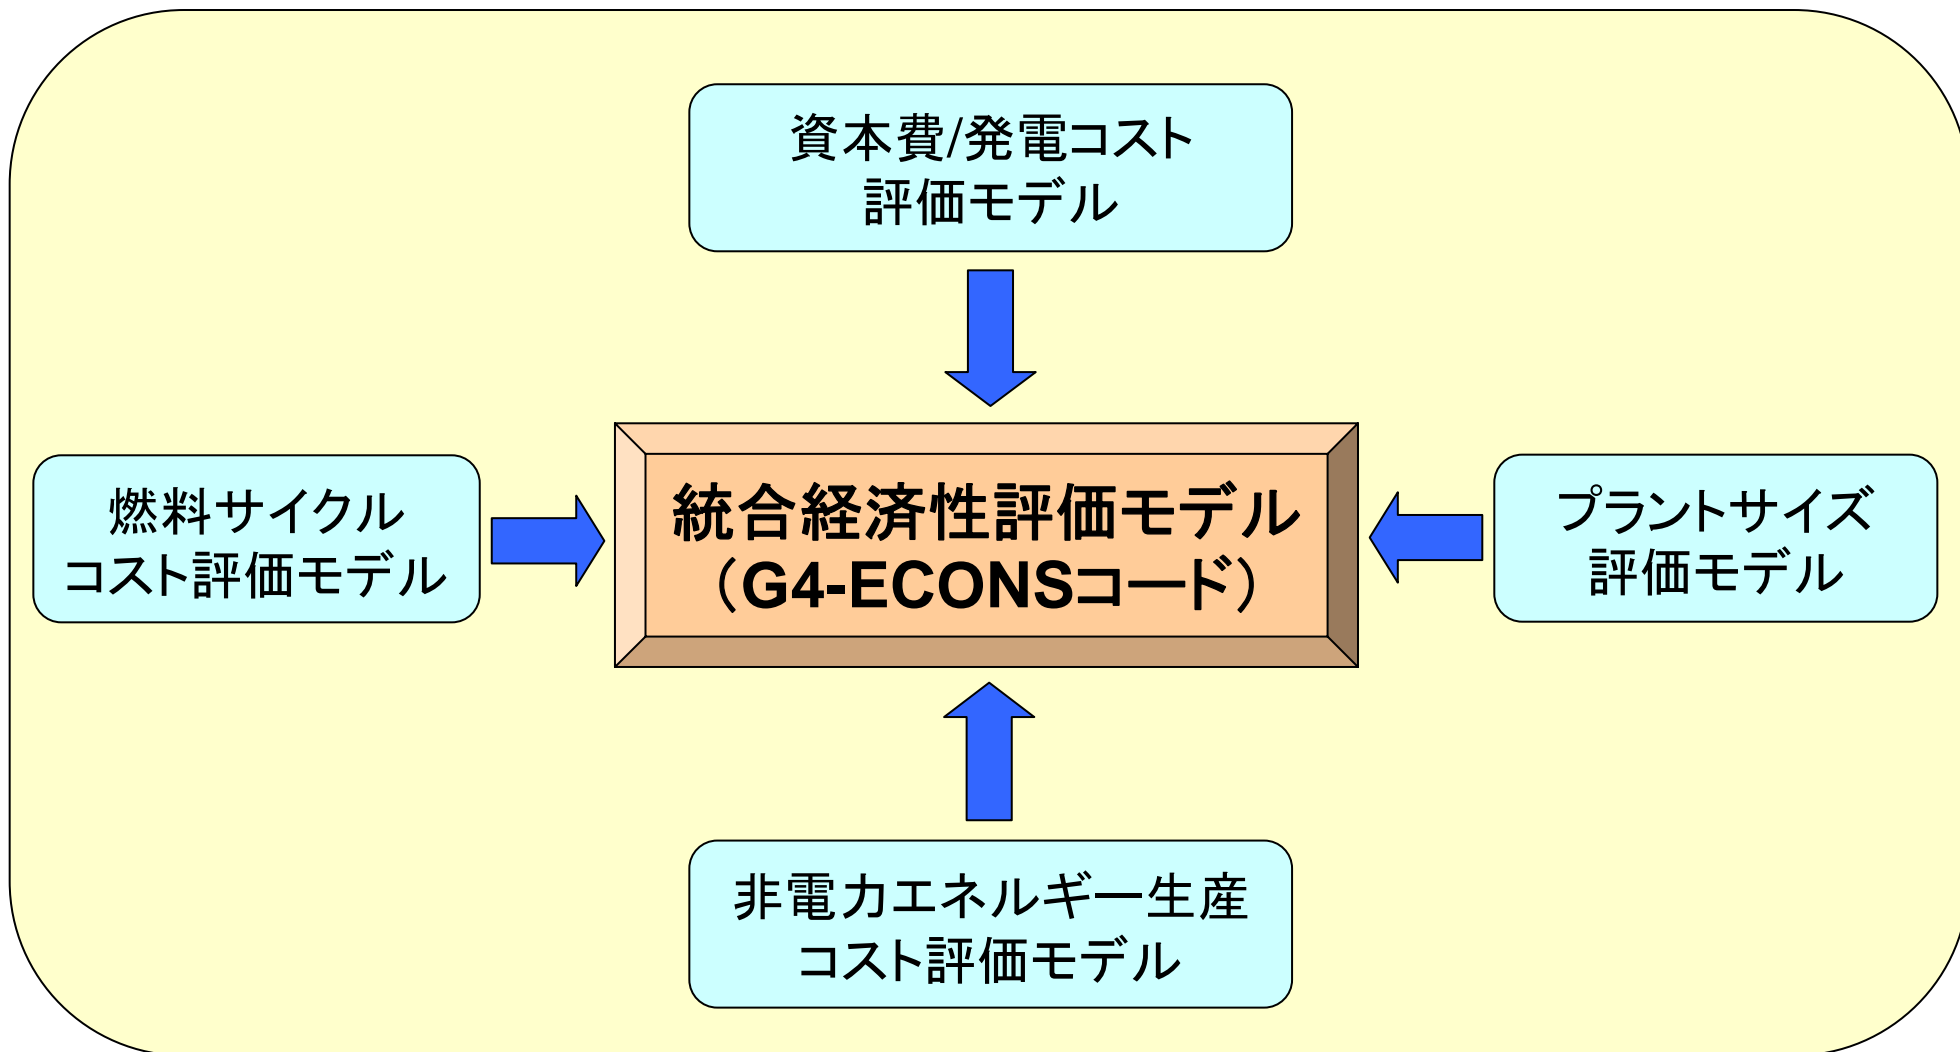 資本費/発電コスト
評価モデル
燃料サイクル
コスト評価モデル
統合経済性評価モデル
（G4-ECONSコード）
プラントサイズ
評価モデル
非電力エネルギー生産
コスト評価モデル